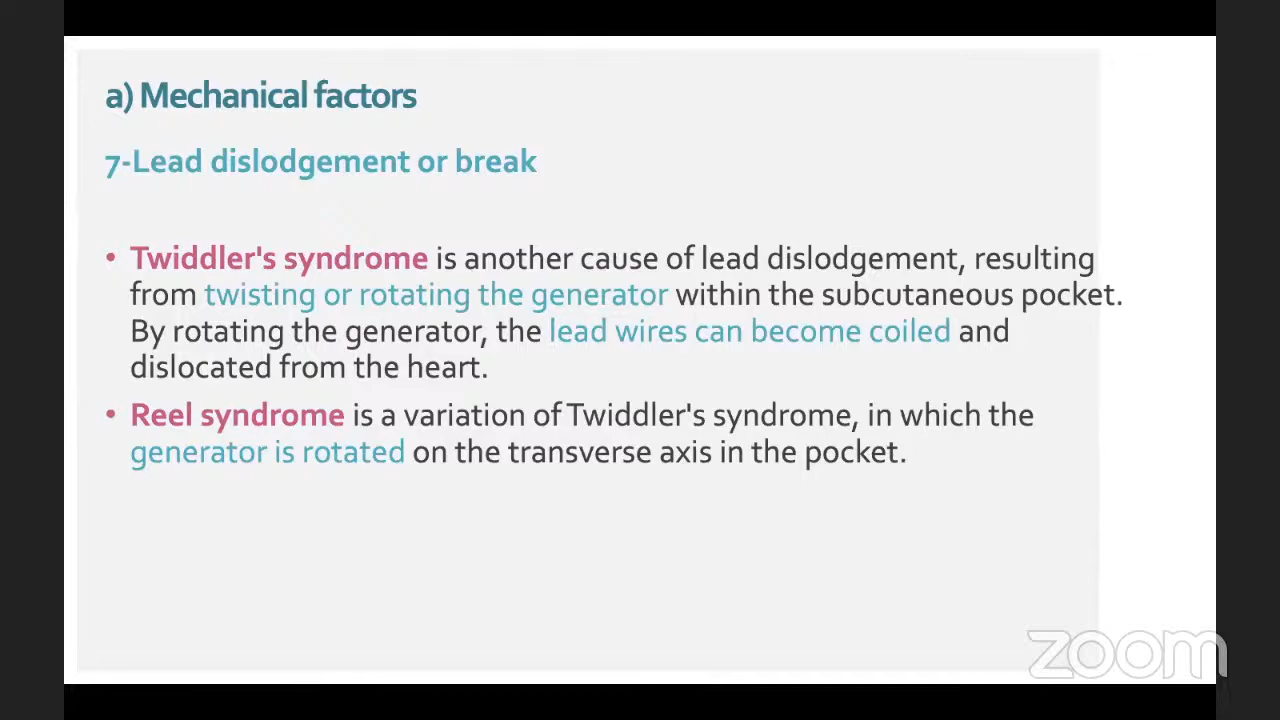 a) Mechanical factors
7-Lead dislodgement or break
• Twiddler's syndrome is another cause of lead dislodgement, resulting
from twisting or rotating the generator within the subcutaneous pocket.
By rotating the generator, the lead wires can become coiled and
dislocated from the heart.
• Reel syndrome is a variation of Twiddler's syndrome, in which the
generator is rotated on the transverse axis in the pocket.
zoom